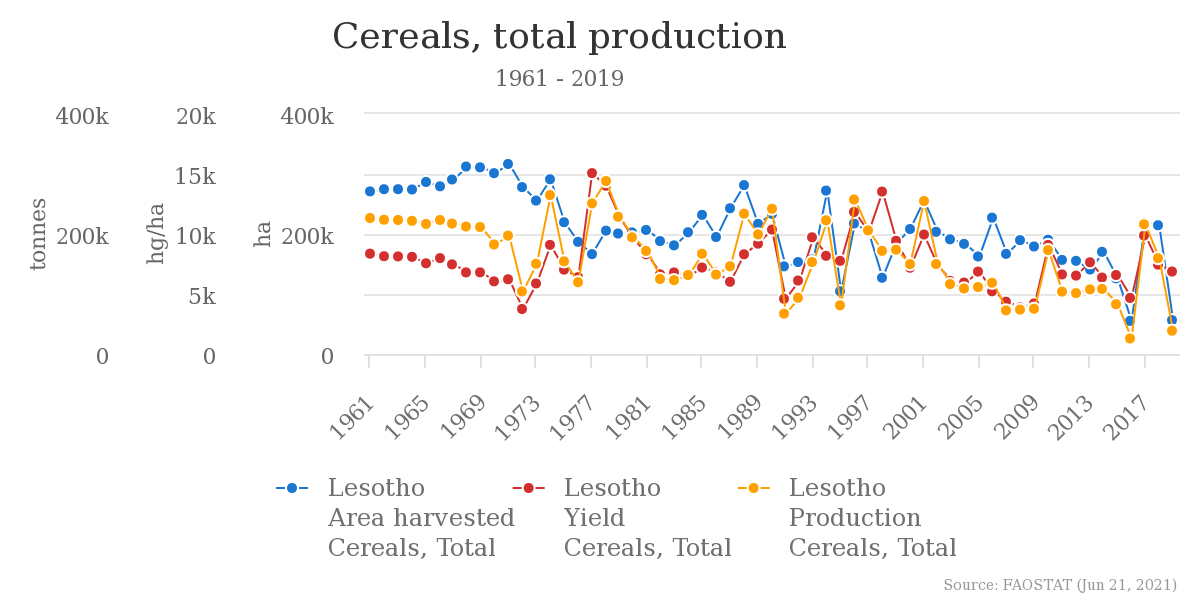 Cereals, total production
1961 - 2019
400k 20k 400k
15k
200k 10k 200k
5k
0 0 0
tonnes
hg/ha
ha
1961 1965 1969 1973 1977 1981 1985 1989 1993 1997 2001 2005 2009 2013 2017
Lesotho Lesotho Lesotho
Area harvested Yield Production
Cereals, Total Cereals, Total Cereals, Total
Source: FAOSTAT (Jun 21, 2021)